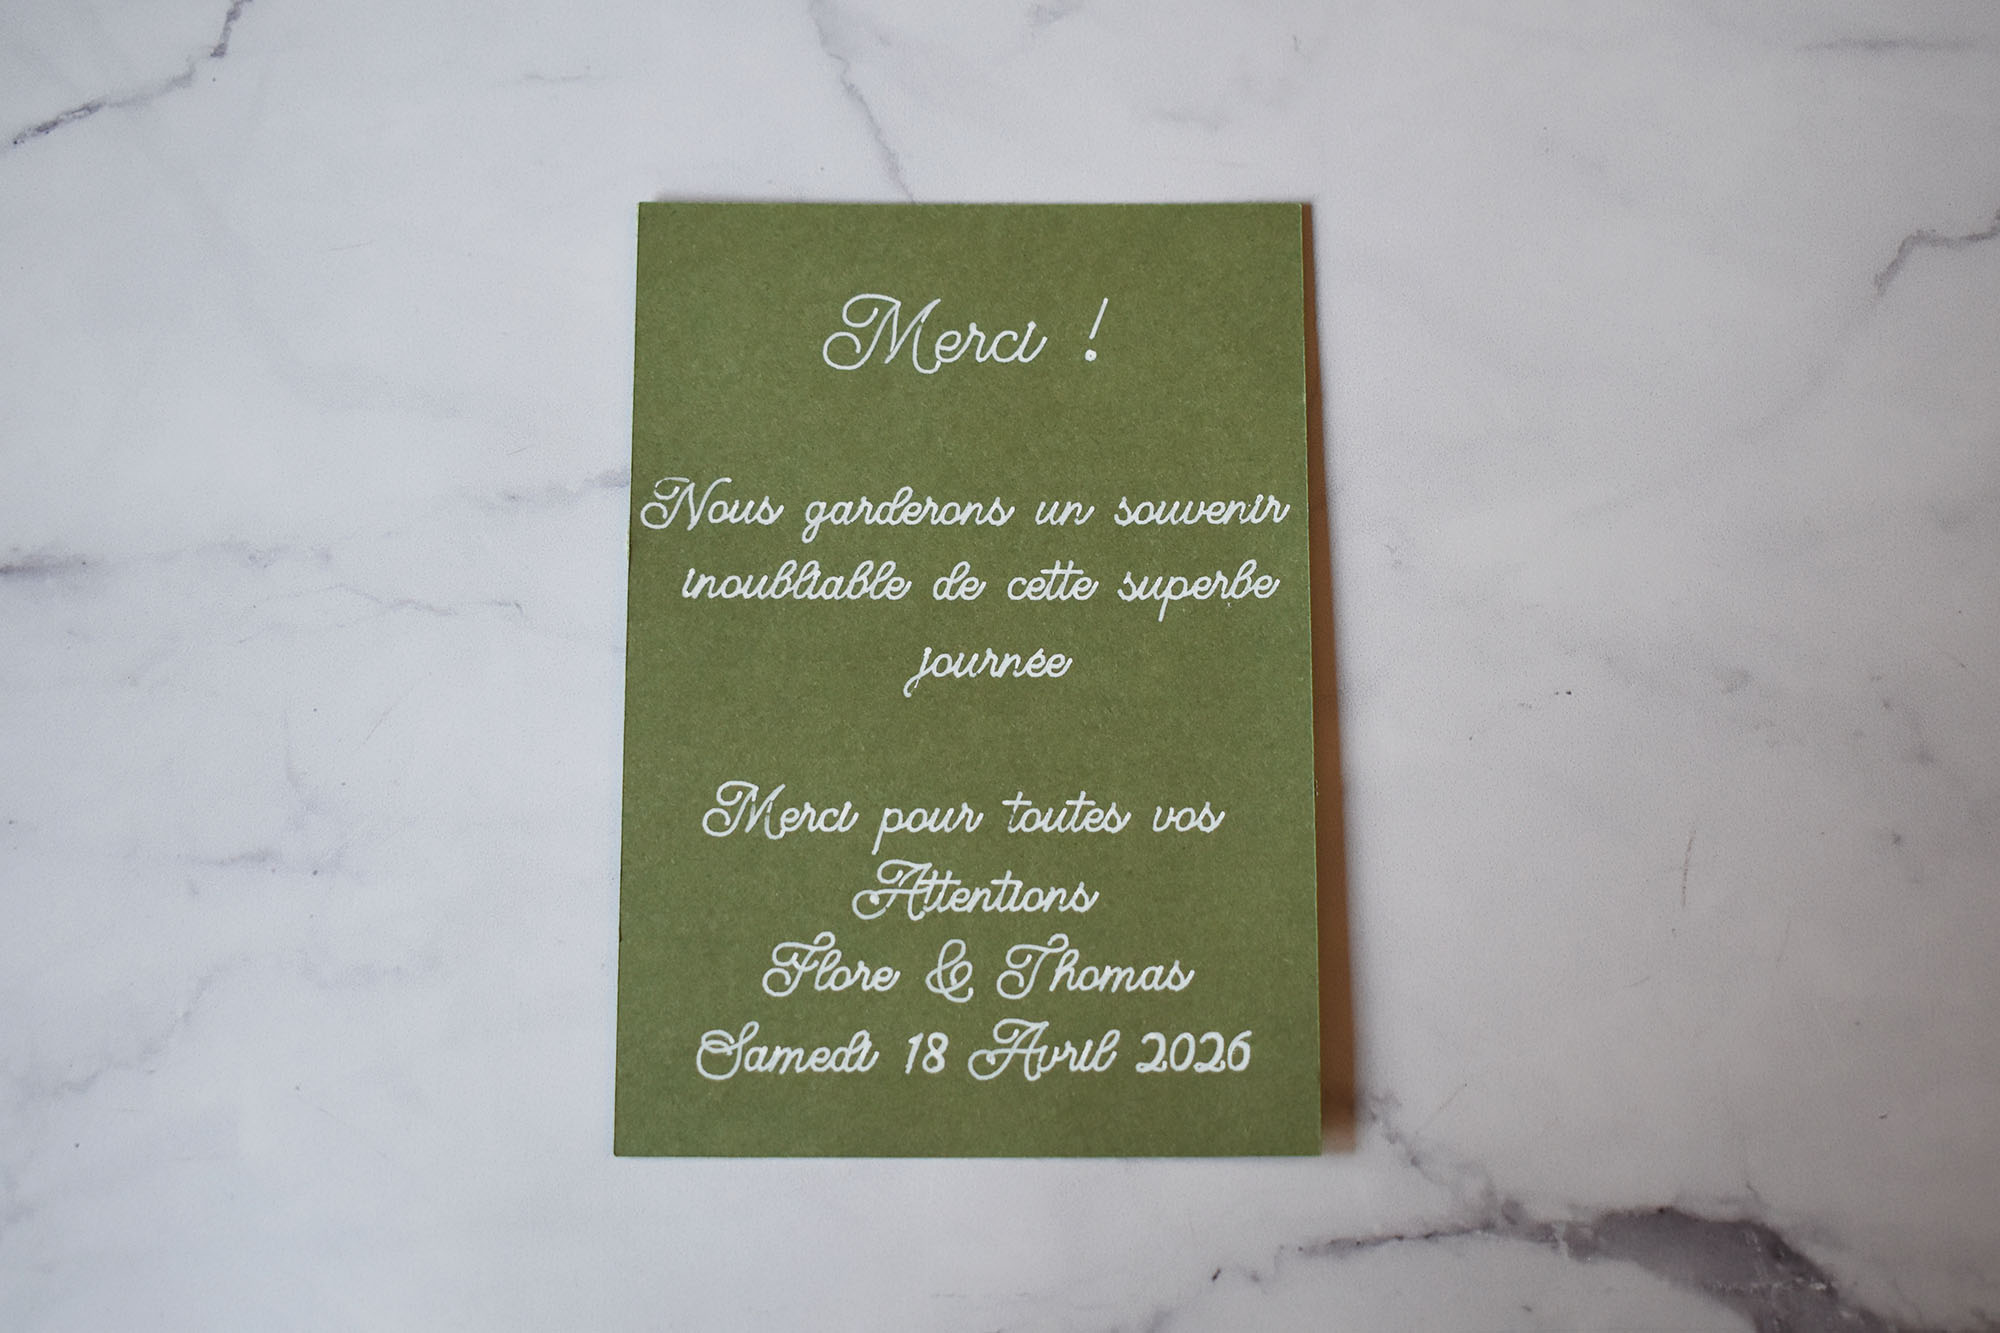 Merci !
Nous garderons un souvenir
inoubliable de cette superbe
journée
Merci pour toutes vos
Attentions
Flore & Thomas
Samedi 18 Avril 2026